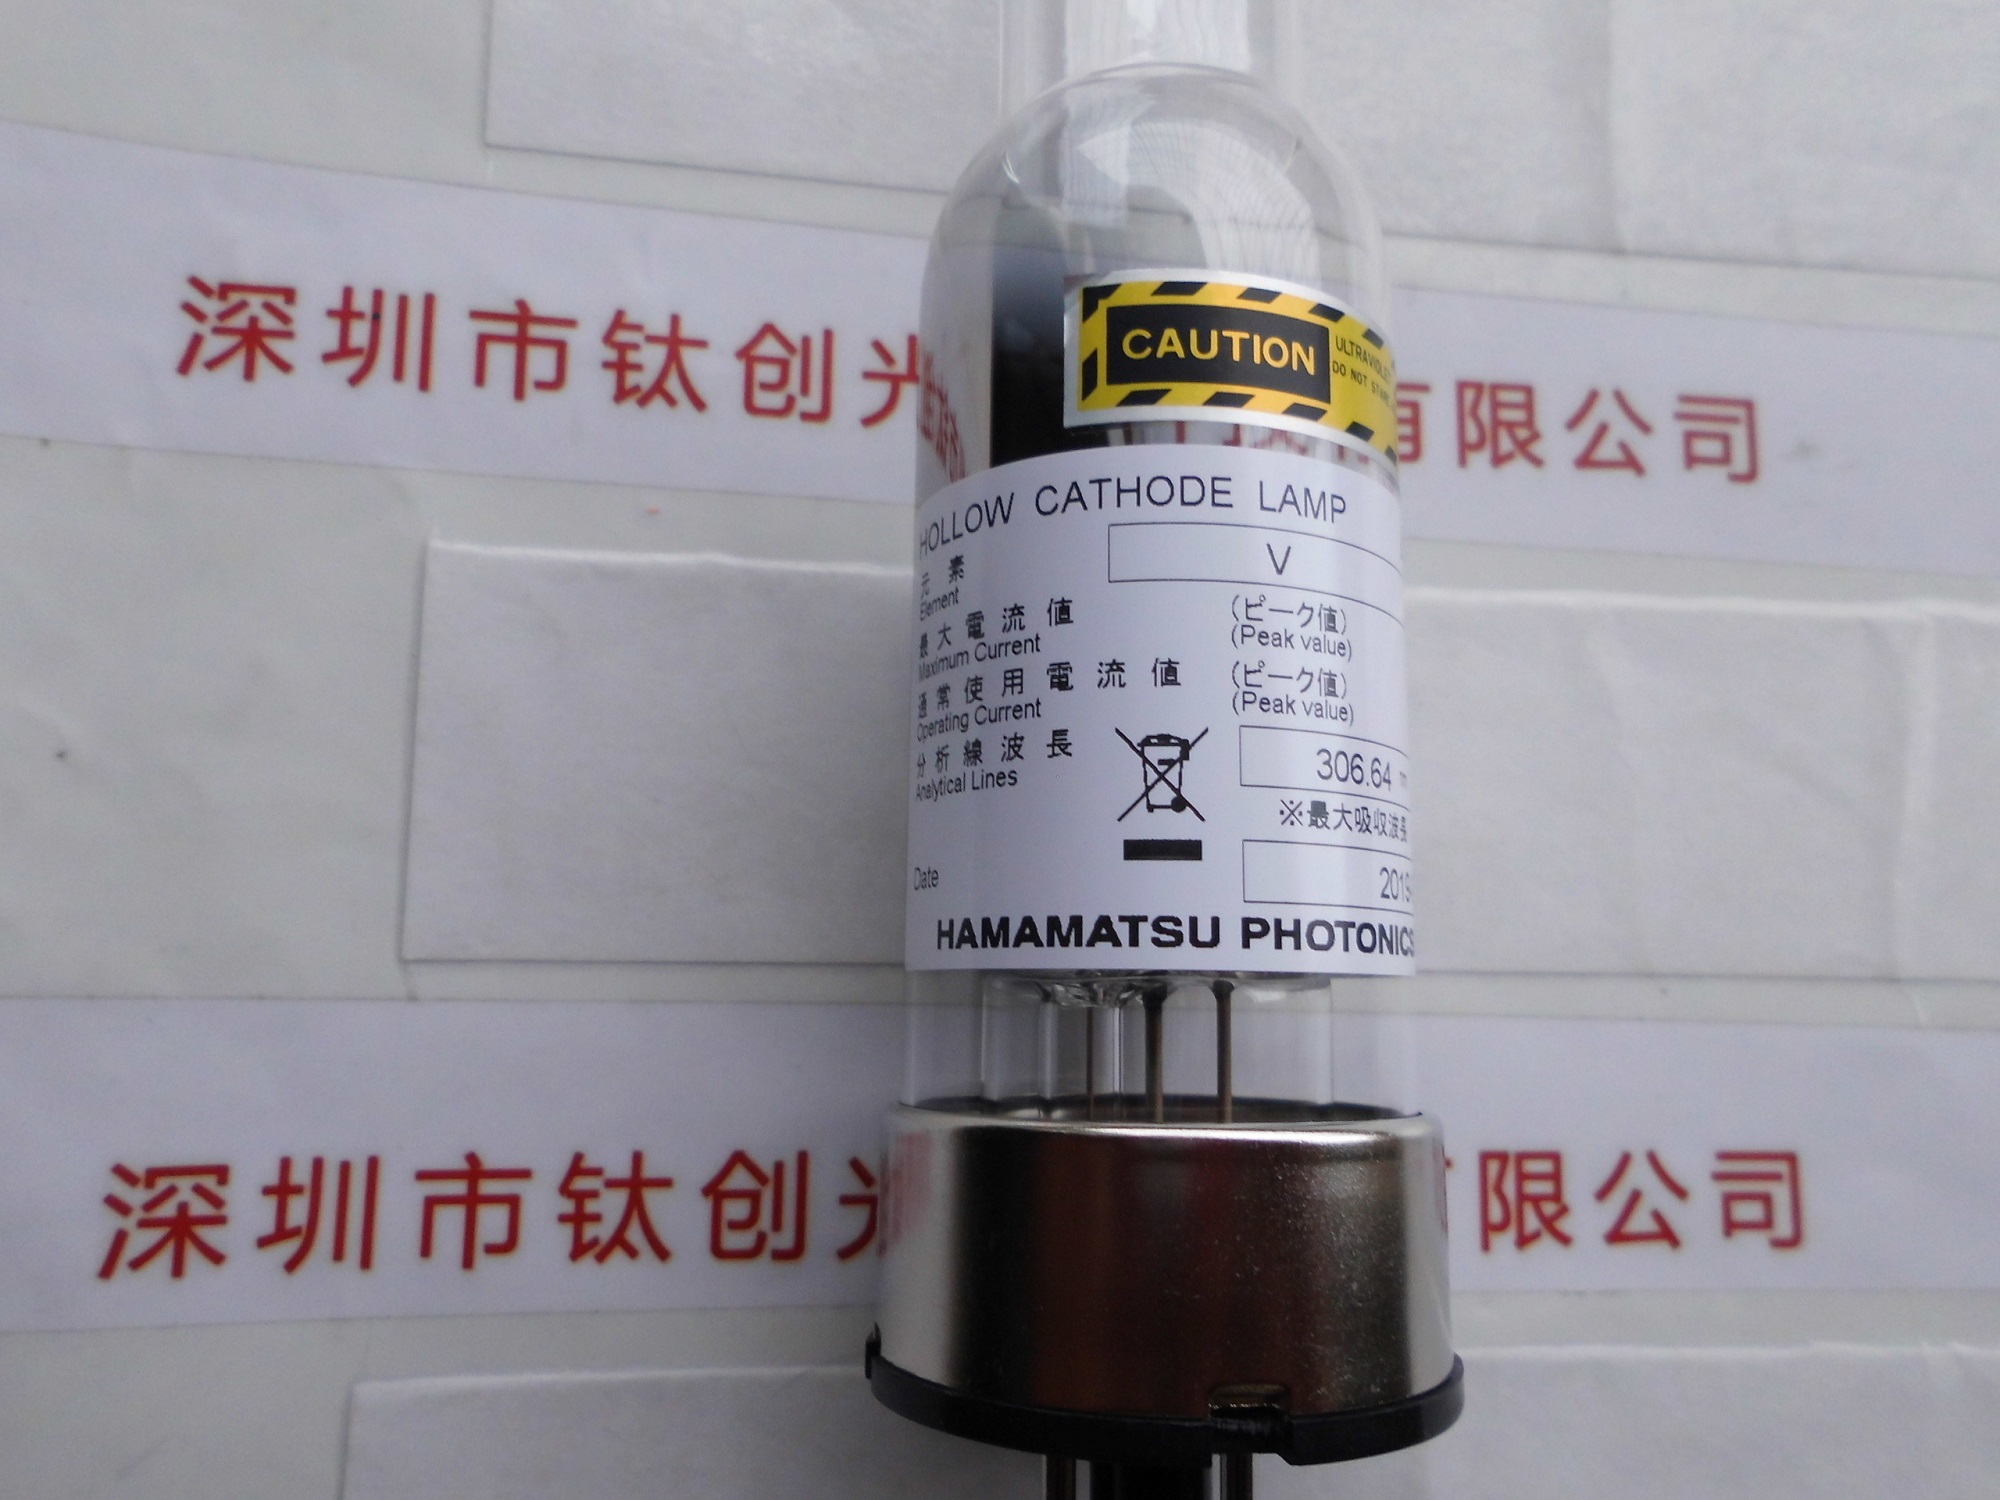 深圳市钛创光 有限公司
CAUTION
ULTRAVIOLET
DO NOT STARE
HOLLOW CATHODE LAMP
元素 V
Element
最大電流値 (ピーク値)
Maximum Current (Peak value)
通常使用電流値 (ピーク値)
Operating Current (Peak value)
分析線波長 306.64
Analytical Lines
※最大吸収波長
Date 2019
HAMAMATSU PHOTONICS
深圳市钛创光 有限公司